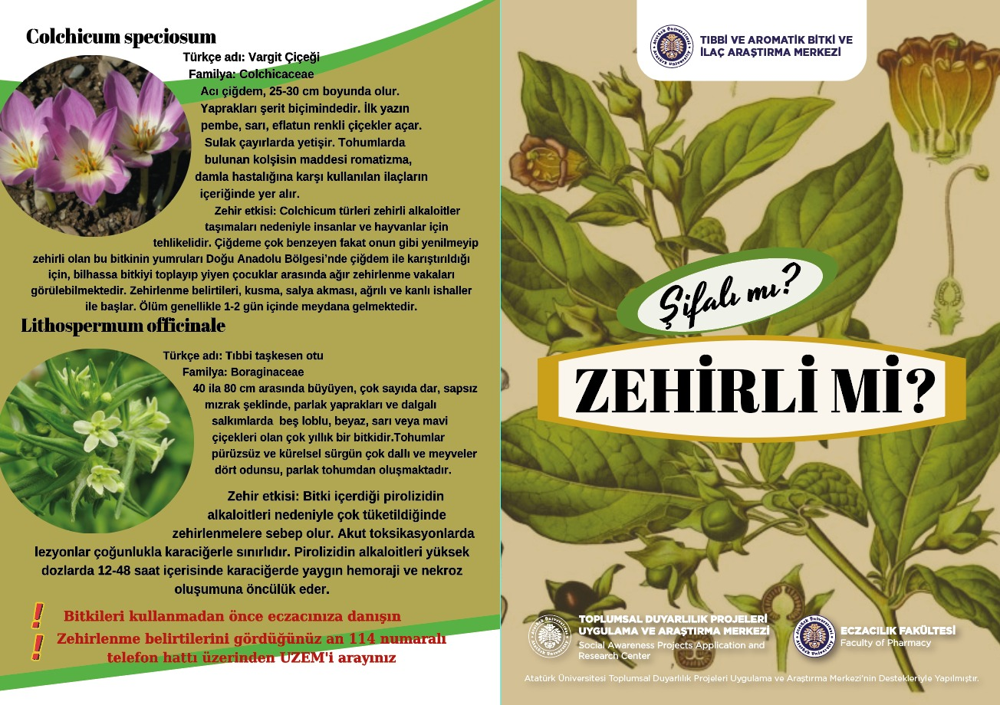 Colchicum speciosum
Türkçe adı: Vargit Çiçeği
Familya: Colchicaceae
Acı çiğdem, 25-30 cm boyunda olur.
Yaprakları şerit biçimindedir. İlk yazın
pembe, sarı, eflatun renkli çiçekler açar.
Sulak çayırlarda yetişir. Tohumlarda
bulunan kolşisin maddesi romatizma,
damla hastalığına karşı kullanılan ilaçların
içeriğinde yer alır.
Zehir etkisi: Colchicum türleri zehirli alkaloitler
taşımaları nedeniyle insanlar ve hayvanlar için
tehlikelidir. Çiğdeme çok benzeyen fakat onun gibi yenilmeyip
zehirli olan bu bitkinin yumruları Doğu Anadolu Bölgesi'nde çiğdem ile karıştırıldığı
için, bilhassa bitkiyi toplayıp yiyen çocuklar arasında ağır zehirlenme vakaları
görülebilmektedir. Zehirlenme belirtileri, kusma, salya akması, ağrılı ve kanlı ishaller
ile başlar. Ölüm genellikle 1-2 gün içinde meydana gelmektedir.
Lithospermum officinale
Türkçe adı: Tıbbi taşkesen otu
Familya: Boraginaceae
40 ila 80 cm arasında büyüyen, çok sayıda dar, sapsız
mızrak şeklinde, parlak yaprakları ve dalgalı
salkımlarda beş loblu, beyaz, sarı veya mavi
çiçekleri olan çok yıllık bir bitkidir.Tohumlar
pürüzsüz ve kürelsel sürgün çok dallı ve meyveler
dört odunsu, parlak tohumdan oluşmaktadır.
Zehir etkisi: Bitki içerdiği pirolizidin
alkaloitleri nedeniyle çok tüketildiğinde
zehirlenmelere sebep olur. Akut toksikasyonlarda
lezyonlar çoğunlukla karaciğerle sınırlıdır. Pirolizidin alkaloitleri yüksek
dozlarda 12-48 saat içerisinde karaciğerde yaygın hemoraji ve nekroz
oluşumuna öncülük eder.
! Bitkileri kullanmadan önce eczacınıza danışın
! Zehirlenme belirtilerini gördüğünüz an 114 numaralı
telefon hattı üzerinden UZEM'i arayınız
TIBBİ VE AROMATİK BİTKİ VE
İLAÇ ARAŞTIRMA MERKEZİ
Şifalı mı?
ZEHİRLİ Mİ?
TOPLUMSAL DUYARLILIK PROJELERİ
UYGULAMA VE ARAŞTIRMA MERKEZİ
Social Awareness Projects Application and
Research Center
ECZACILIK FAKÜLTESİ
Faculty of Pharmacy
Atatürk Üniversitesi Toplumsal Duyarlılık Projeleri Uygulama ve Araştırma Merkezi'nin Destekleriyle Yapılmıştır.